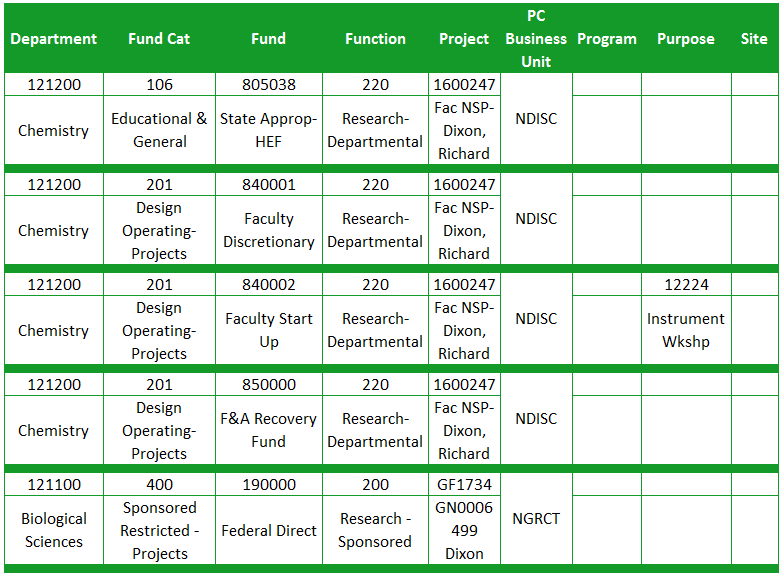 Department Fund Cat Fund Function Project PC Business Unit Program Purpose Site
121200 106 805038 220 1600247
Chemistry Educational & General State Approp-HEF Research-Departmental Fac NSP-Dixon, Richard NDISC
121200 201 840001 220 1600247
Chemistry Design Operating-Projects Faculty Discretionary Research-Departmental Fac NSP-Dixon, Richard NDISC
121200 201 840002 220 1600247 12224
Chemistry Design Operating-Projects Faculty Start Up Research-Departmental Fac NSP-Dixon, Richard NDISC Instrument Wkshp
121200 201 850000 220 1600247
Chemistry Design Operating-Projects F&A Recovery Fund Research-Departmental Fac NSP-Dixon, Richard NDISC
121100 400 190000 200 GF1734
Biological Sciences Sponsored Restricted - Projects Federal Direct Research - Sponsored GN0006499 Dixon NGRCT